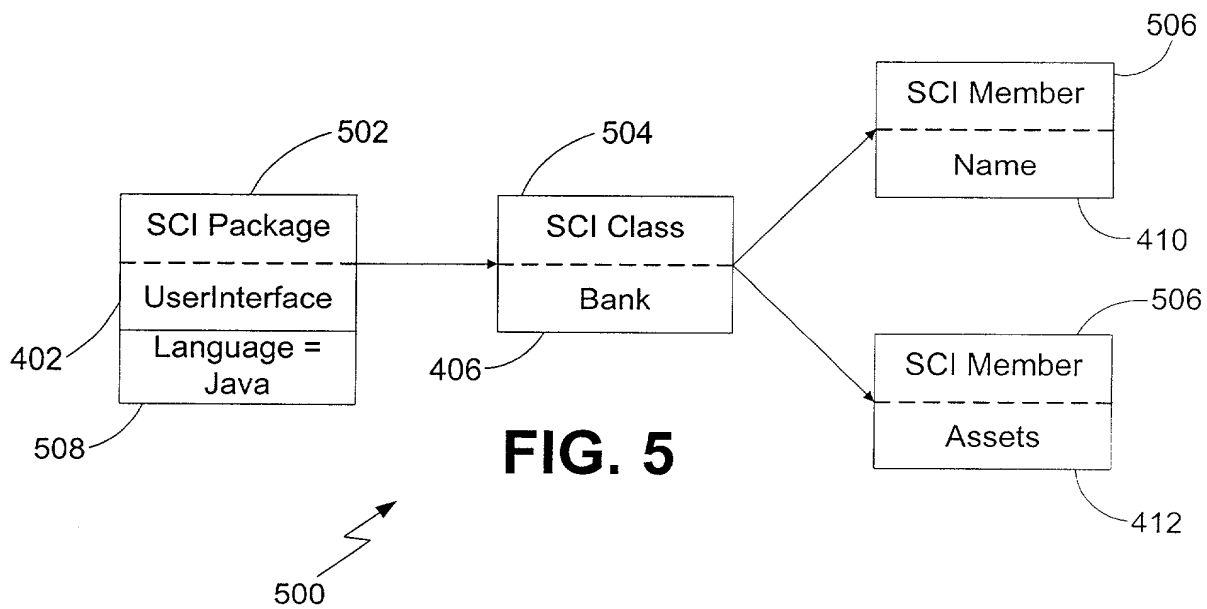 506
SCI Member
Name
410
502
504
SCI Package
UserInterface
Language =
Java
402
508
SCI Class
Bank
406
506
SCI Member
Assets
412
FIG. 5
500